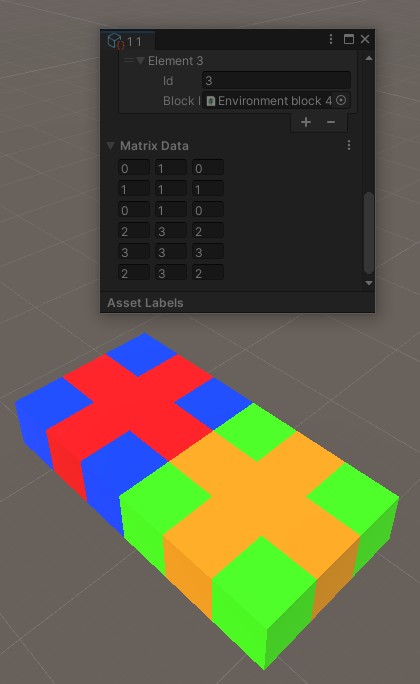 1 1
Element 3
Id 3
Block I Environment block 4
+ −
Matrix Data
0 1 0
1 1 1
0 1 0
2 3 2
3 3 3
2 3 2
Asset Labels